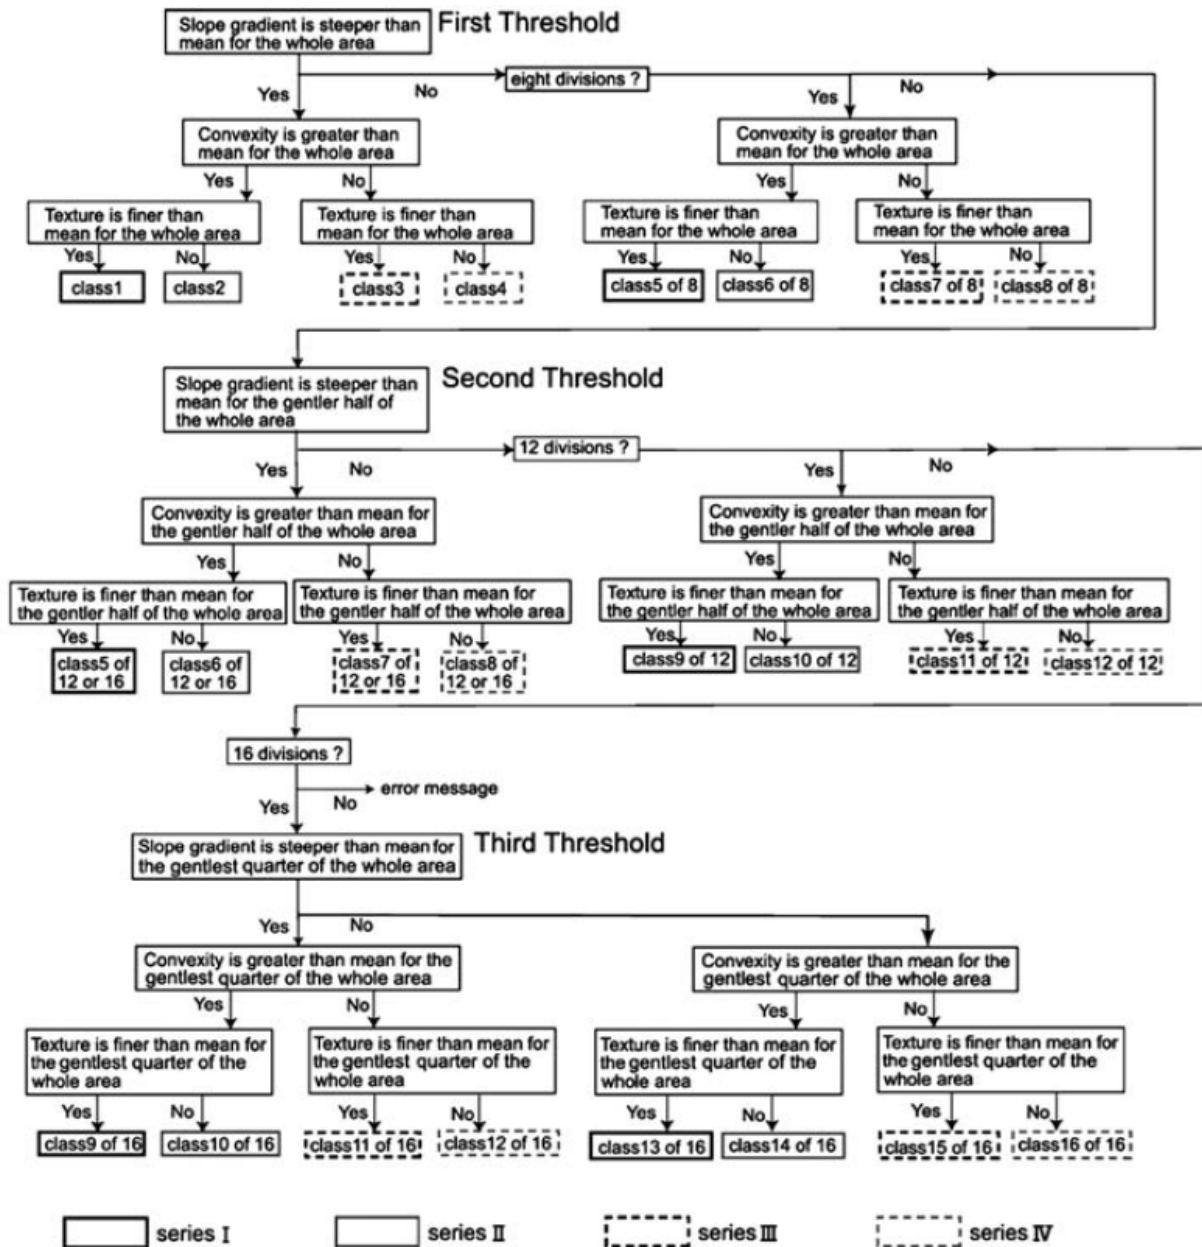 Slope gradient is steeper than
mean for the whole area
First Threshold
eight divisions ?
Yes
No
Yes
No
Convexity is greater than
mean for the whole area
Convexity is greater than
mean for the whole area
Yes
No
Yes
No
Texture is finer than
mean for the whole area
Texture is finer than
mean for the whole area
Texture is finer than
mean for the whole area
Texture is finer than
mean for the whole area
Yes
No
Yes
No
Yes
No
Yes
No
class1
class2
class3
class4
class5 of 8
class6 of 8
class7 of 8
class8 of 8
Slope gradient is steeper than
mean for the gentler half of
the whole area
Second Threshold
12 divisions ?
Yes
No
Yes
No
Convexity is greater than mean for
the gentler half of the whole area
Convexity is greater than mean for
the gentler half of the whole area
Yes
No
Yes
No
Texture is finer than mean for
the gentler half of the whole area
Texture is finer than mean for
the gentler half of the whole area
Texture is finer than mean for
the gentler half of the whole area
Texture is finer than mean for
the gentler half of the whole area
Yes
No
Yes
No
Yes
No
Yes
No
class5 of
12 or 16
class6 of
12 or 16
class7 of
12 or 16
class8 of
12 or 16
class9 of 12
class10 of 12
class11 of 12
class12 of 12
16 divisions ?
error message
Yes
No
Slope gradient is steeper than mean for
the gentlest quarter of the whole area
Third Threshold
Yes
No
Convexity is greater than mean for the
gentlest quarter of the whole area
Convexity is greater than mean for the
gentlest quarter of the whole area
Yes
No
Yes
No
Texture is finer than mean for
the gentlest quarter of the
whole area
Texture is finer than mean for
the gentlest quarter of the
whole area
Texture is finer than mean for
the gentlest quarter of the
whole area
Texture is finer than mean for
the gentlest quarter of the
whole area
Yes
No
Yes
No
Yes
No
Yes
No
class9 of 16
class10 of 16
class11 of 16
class12 of 16
class13 of 16
class14 of 16
class15 of 16
class16 of 16
series I
series II
series III
series IV